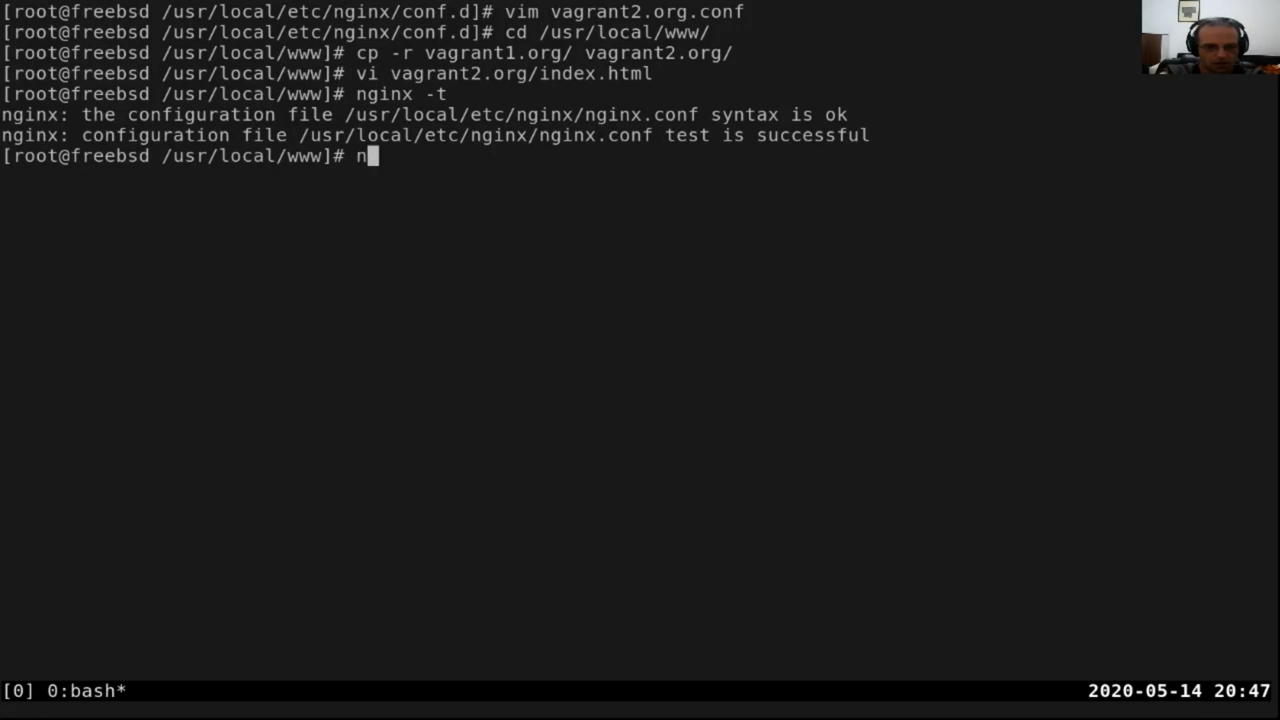 [root@freebsd /usr/local/etc/nginx/conf.d]# vim vagrant2.org.conf
[root@freebsd /usr/local/etc/nginx/conf.d]# cd /usr/local/www/
[root@freebsd /usr/local/www]# cp -r vagrant1.org/ vagrant2.org/
[root@freebsd /usr/local/www]# vi vagrant2.org/index.html
[root@freebsd /usr/local/www]# nginx -t
nginx: the configuration file /usr/local/etc/nginx/nginx.conf syntax is ok
nginx: configuration file /usr/local/etc/nginx/nginx.conf test is successful
[root@freebsd /usr/local/www]# n
[0] 0:bash* 2020-05-14 20:47